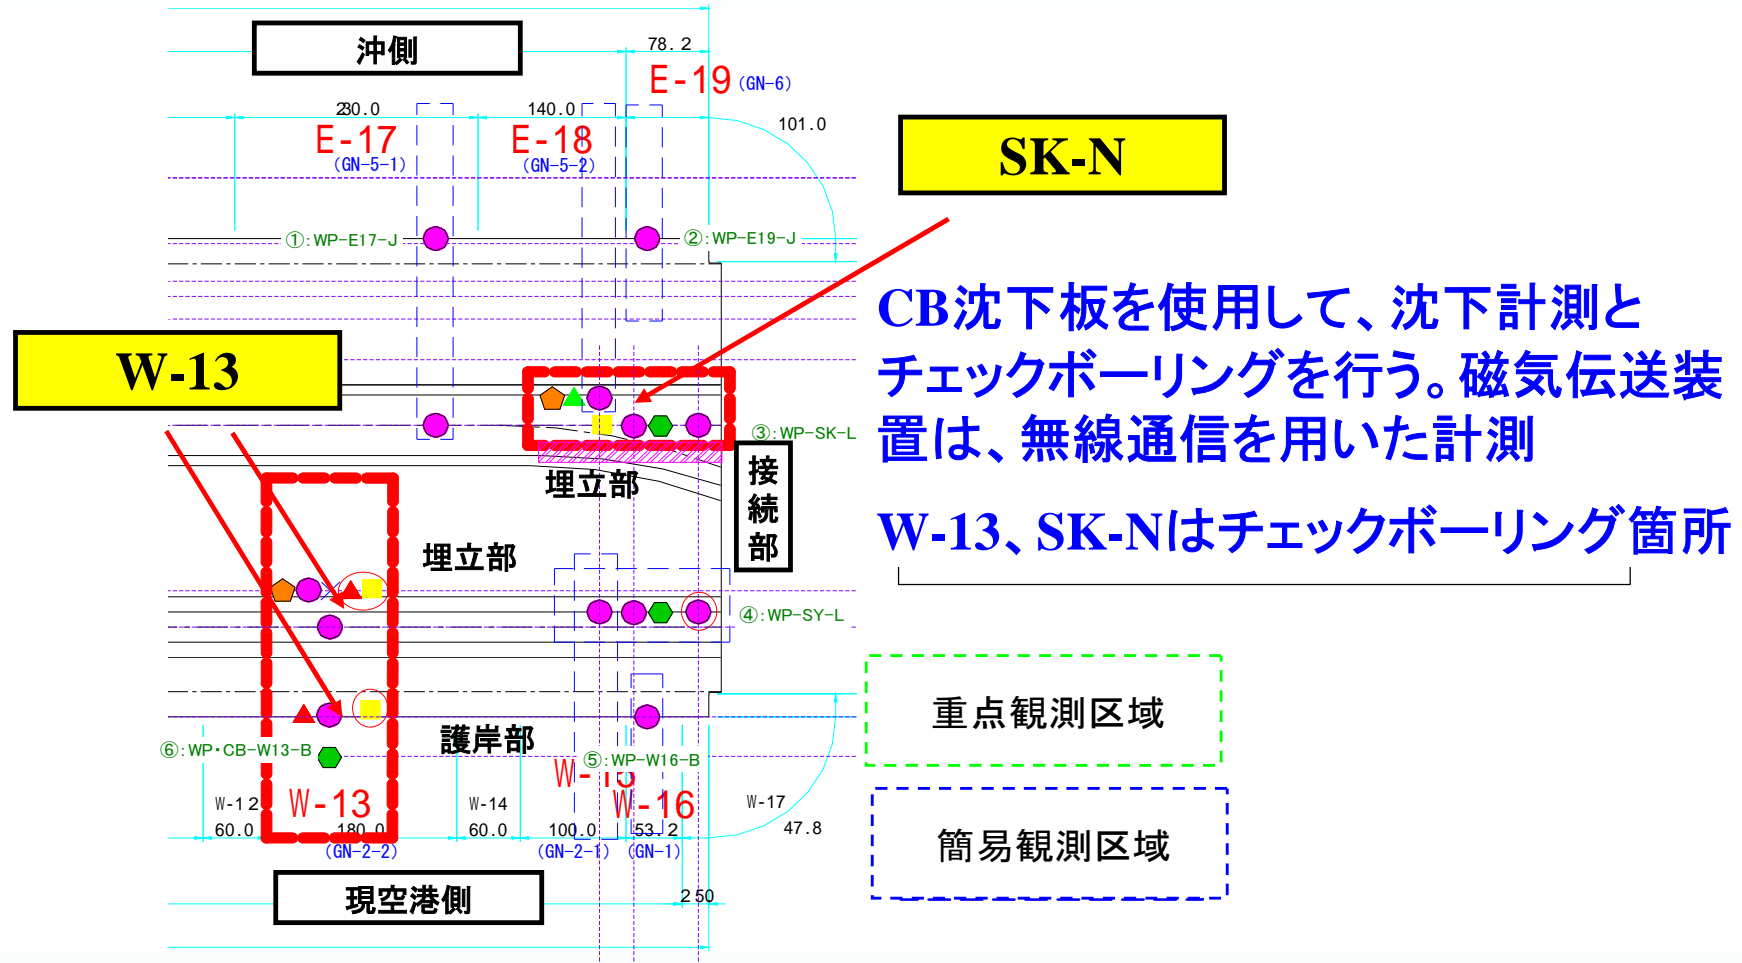 沖側
78.2
E-19 (GN-6)
140.0
101.0
E-17
(GN-5-1)
E-18
(GN-5-2)
SK-N
①:WP-E17-J
②:WP-E19-J
CB沈下板を使用して、沈下計測と
チェックボーリングを行う。磁気伝送装
置は、無線通信を用いた計測
W-13
③:WP-SK-L
接続部
埋立部
W-13、SK-Nはチェックボーリング箇所
埋立部
④:WP-SY-L
重点観測区域
護岸部
⑥:WP・CB-W13-B
⑤:WP-W16-B
W-12
W-13
W-14
W-16
W-17
60.0
180.0
60.0
100.0
53.2
47.8
(GN-2-2)
(GN-2-1)
(GN-1)
簡易観測区域
現空港側